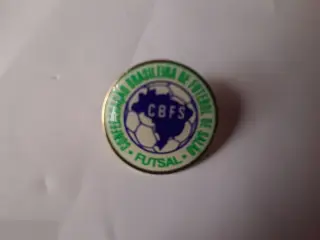 CONFEDERAÇÃO BRASILEIRA DE FUTEBOL DE SALÃO
CBFS
· FUTSAL ·